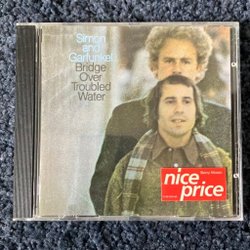 Simon
and
Garfunkel
Bridge
Over
Troubled
Water
nice
price